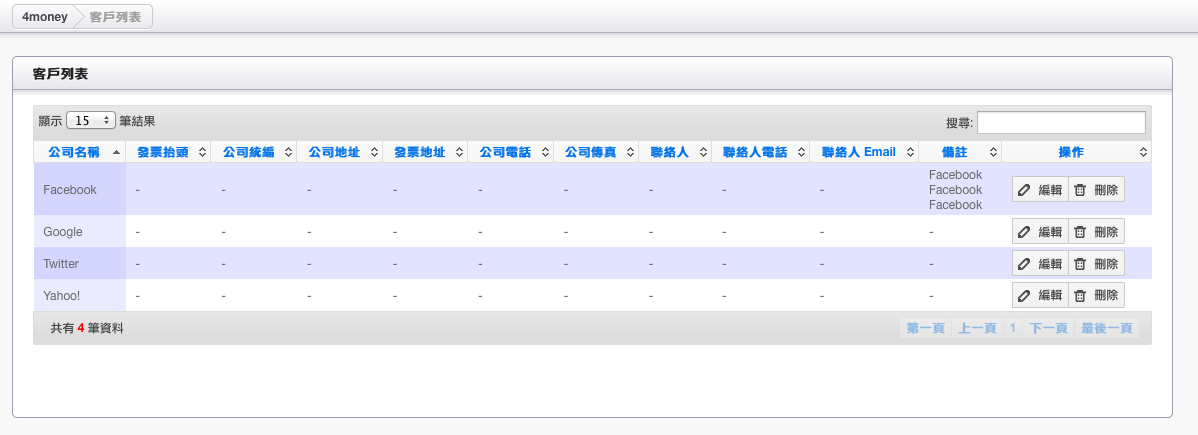 4money 客戶列表
客戶列表
顯示 15 筆結果 搜尋:
公司名稱 發票抬頭 公司統編 公司地址 發票地址 公司電話 公司傳真 聯絡人 聯絡人電話 聯絡人 Email 備註 操作
Facebook - - - - - - - - - Facebook Facebook Facebook 編輯 刪除
Google - - - - - - - - - - 編輯 刪除
Twitter - - - - - - - - - - 編輯 刪除
Yahoo! - - - - - - - - - - 編輯 刪除
共有 4 筆資料 第一頁 上一頁 1 下一頁 最後一頁